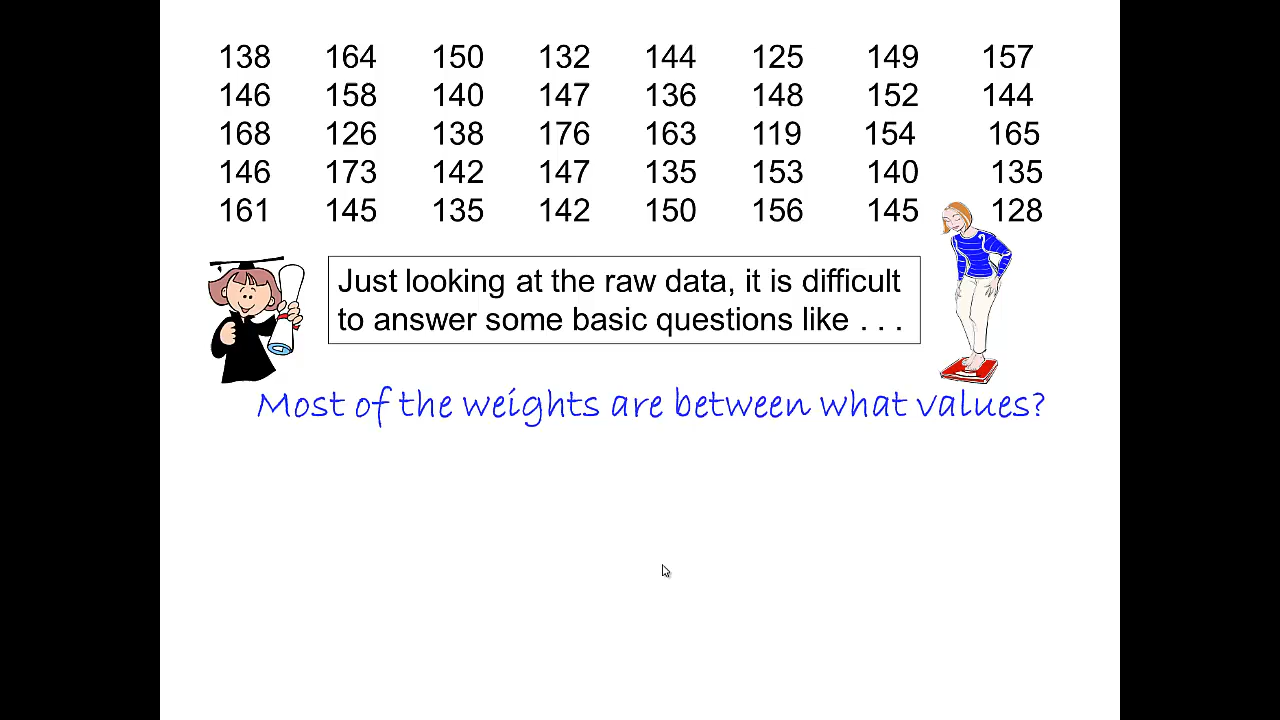 138 164 150 132 144 125 149 157
146 158 140 147 136 148 152 144
168 126 138 176 163 119 154 165
146 173 142 147 135 153 140 135
161 145 135 142 150 156 145 128
Just looking at the raw data, it is difficult
to answer some basic questions like . . .
Most of the weights are between what values?